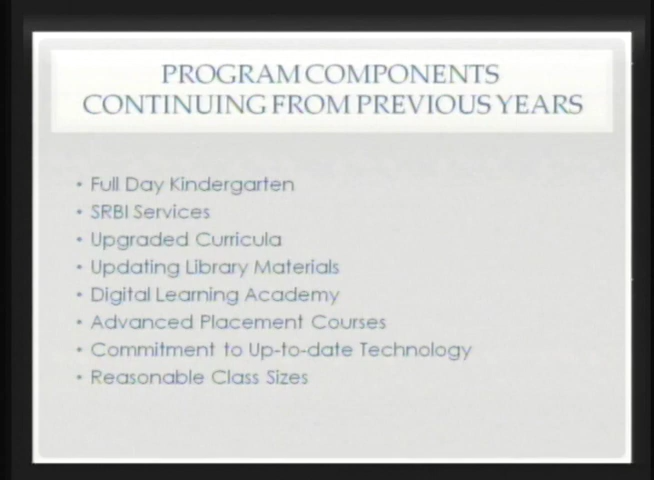 PROGRAM COMPONENTS
CONTINUING FROM PREVIOUS YEARS
• Full Day Kindergarten
• SRBI Services
• Upgraded Curricula
• Updating Library Materials
• Digital Learning Academy
• Advanced Placement Courses
• Commitment to Up-to-date Technology
• Reasonable Class Sizes